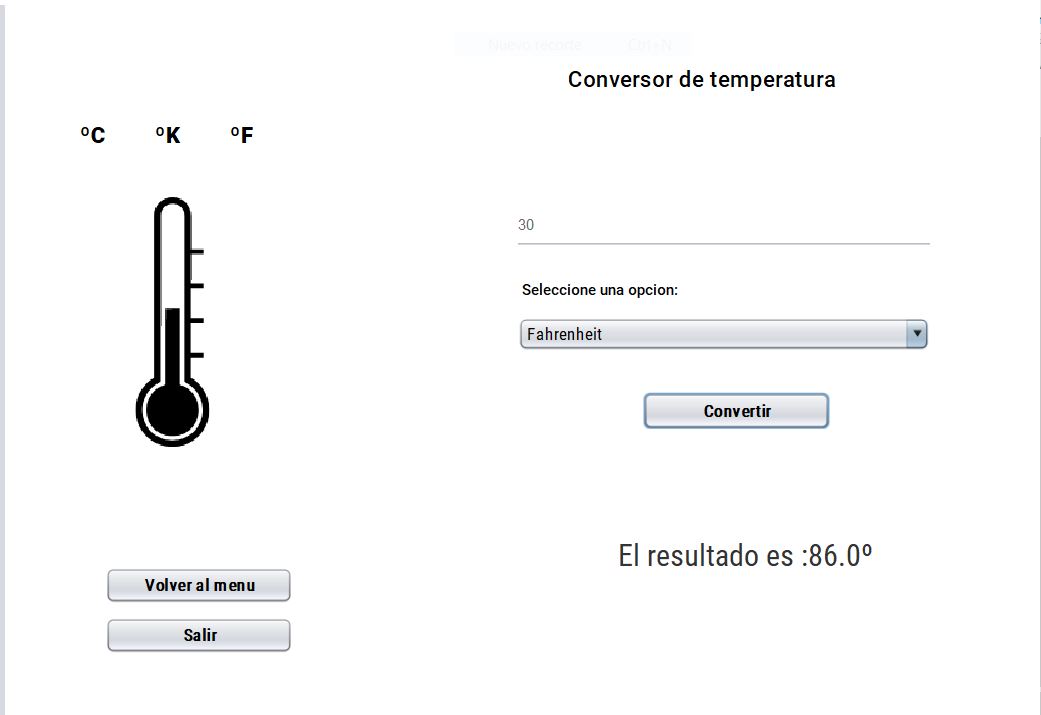 Nuevo recorte Ctrl+N
Conversor de temperatura
ºC ºK ºF
30
Seleccione una opcion:
Fahrenheit
Convertir
El resultado es :86.0º
Volver al menu
Salir